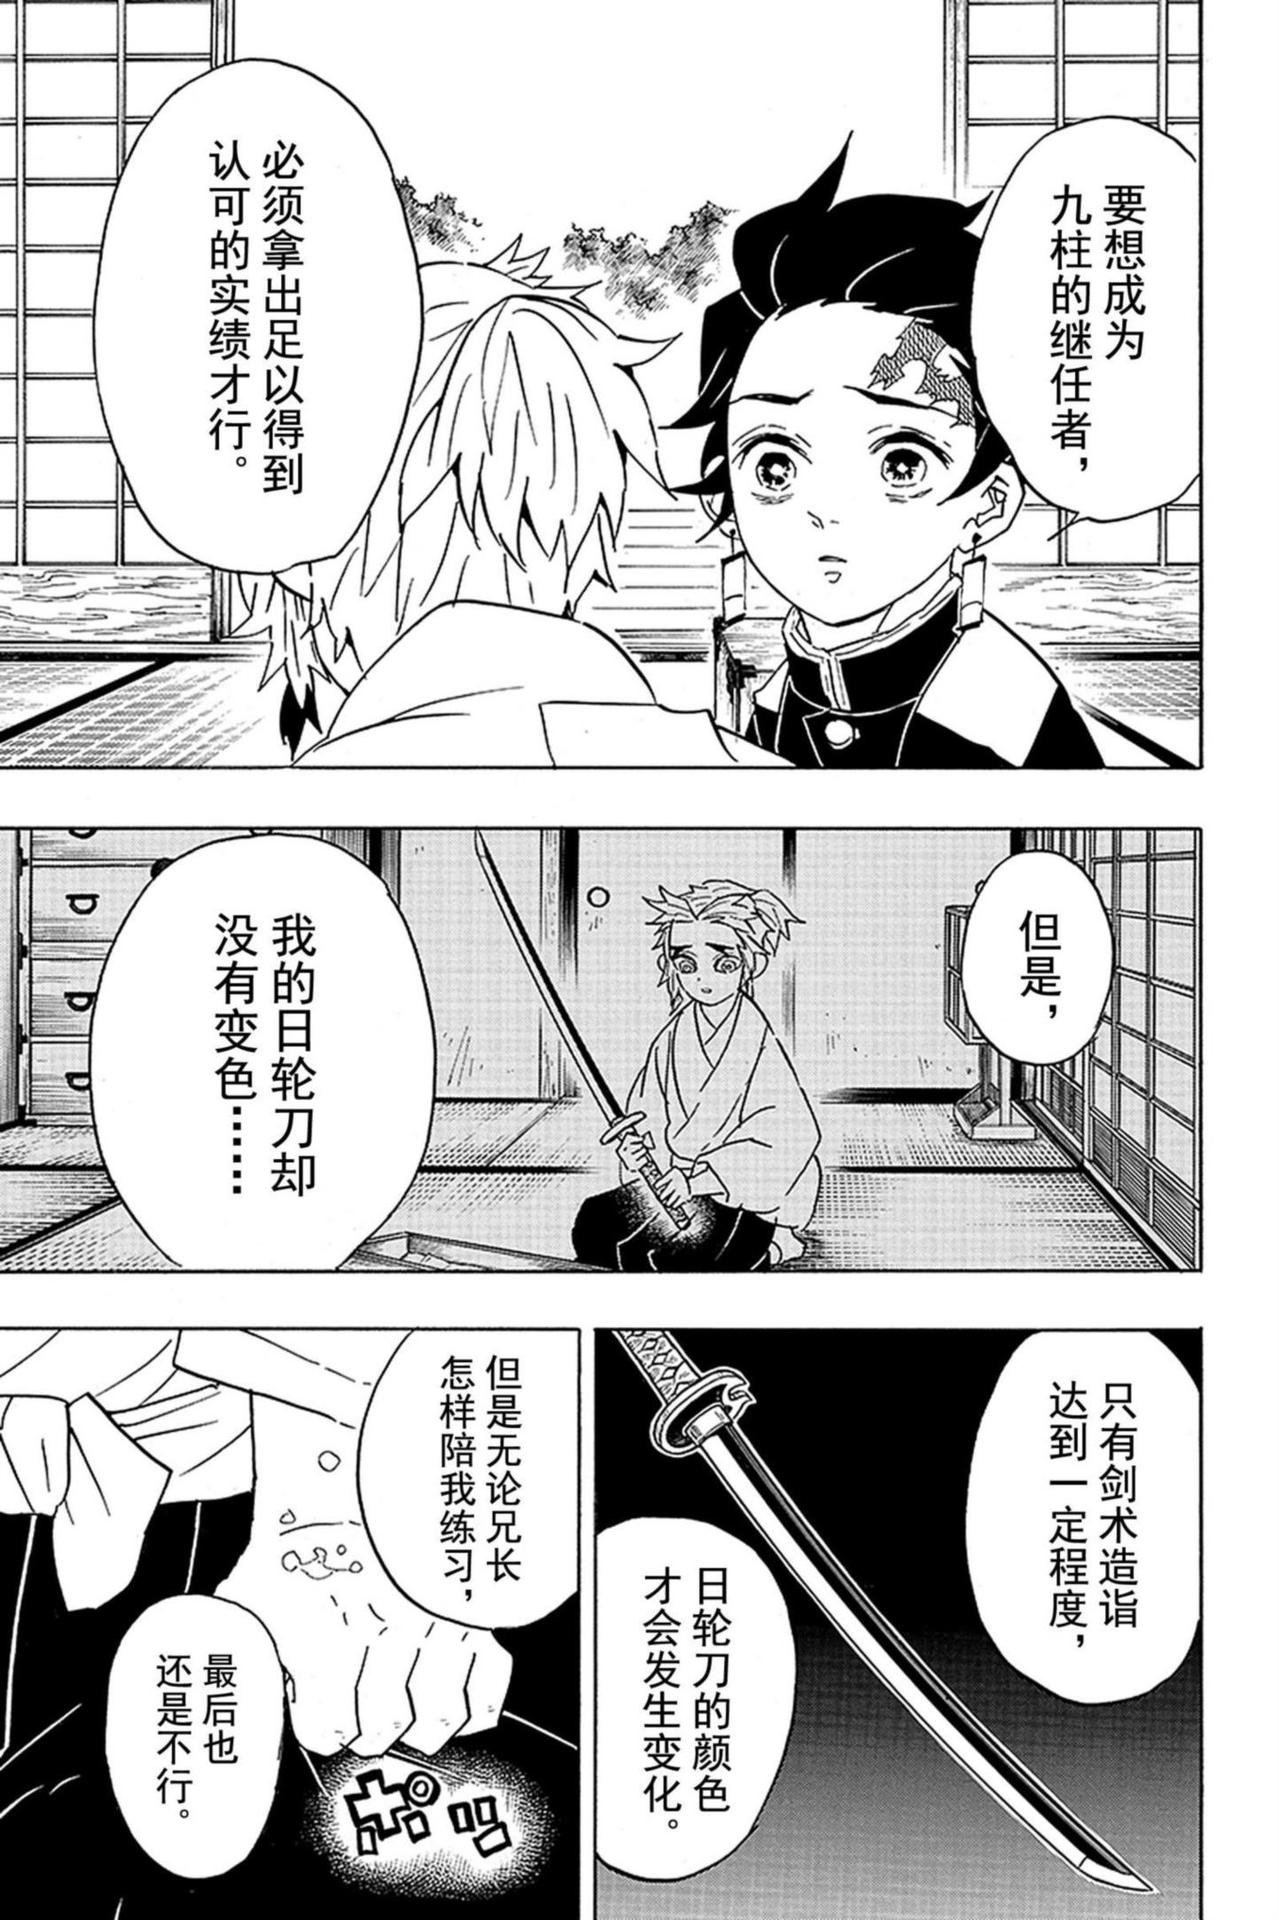 要想成为
九柱的继任者，
必须拿出足以得到
认可的实绩才行。
但是，
我的日轮刀却
没有变色……
只有剑术造诣
达到一定程度，
日轮刀的颜色
才会发生变化。
但是无论兄长
怎样陪我练习，
最后也
还是不行。